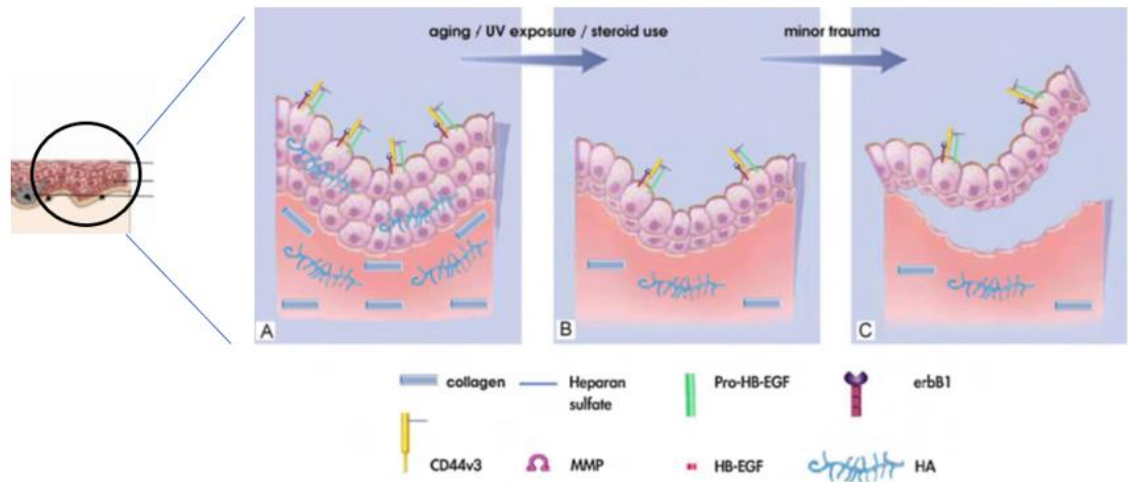 aging / UV exposure / steroid use
minor trauma
A
B
C
collagen
Heparan
sulfate
Pro-HB-EGF
erbB1
CD44v3
MMP
HB-EGF
HA